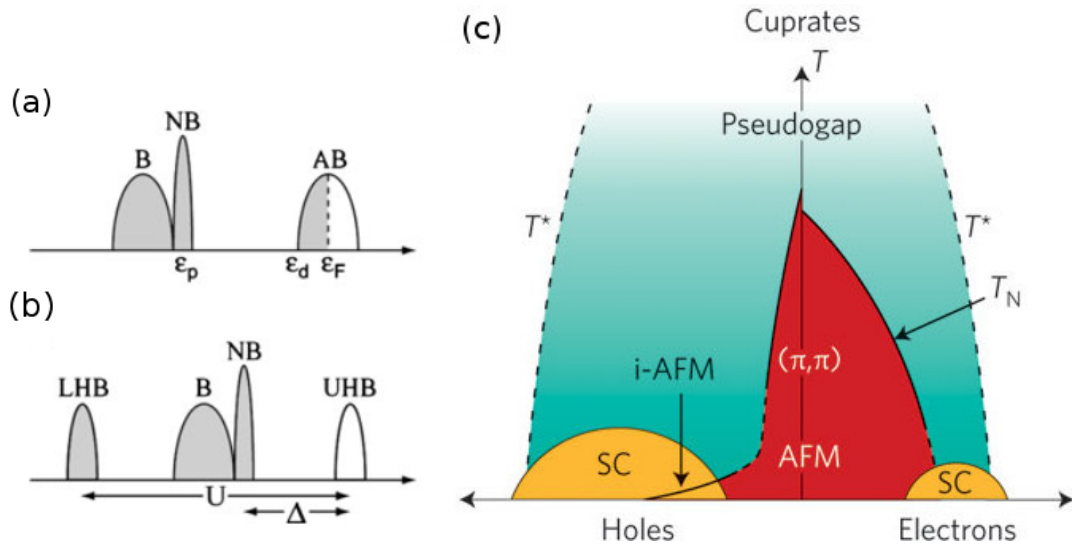 (a)
B
NB
AB
εp
εd
εF
(b)
LHB
B
NB
UHB
U
Δ
(c)
Cuprates
T
Pseudogap
T*
T*
TN
(π,π)
i-AFM
SC
AFM
SC
Holes
Electrons